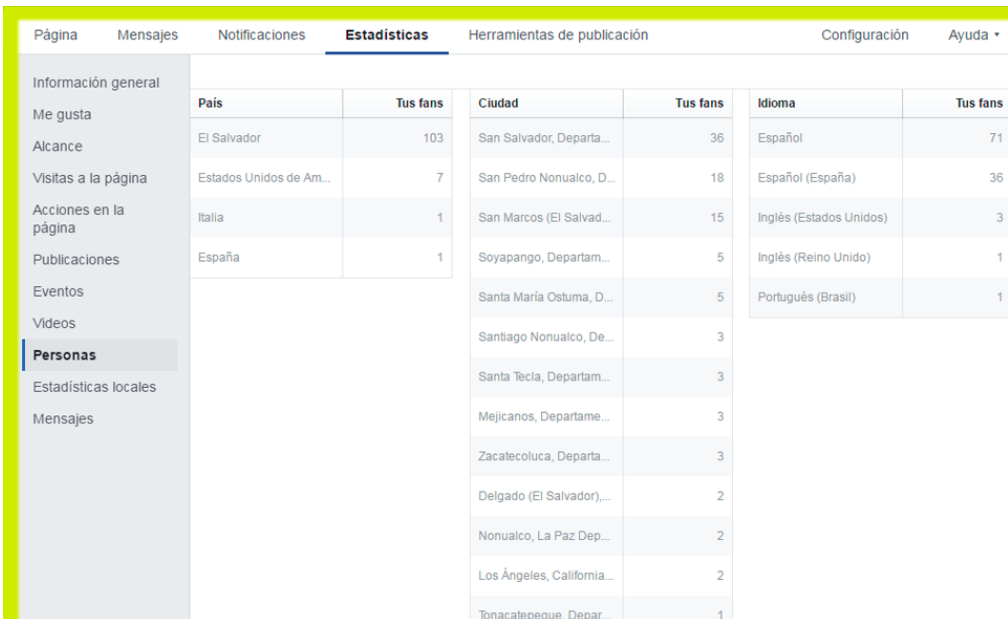 Página Mensajes Notificaciones Estadísticas Herramientas de publicación Configuración Ayuda
Información general
Me gusta
Alcance
Visitas a la página
Acciones en la
página
Publicaciones
Eventos
Videos
Personas
Estadísticas locales
Mensajes
País Tus fans
El Salvador 103
Estados Unidos de Am... 7
Italia 1
España 1
Ciudad Tus fans
San Salvador, Departa... 36
San Pedro Nonualco, D... 18
San Marcos (El Salvad... 15
Soyapango, Departam... 5
Santa María Ostuma, D... 5
Santiago Nonualco, De... 3
Santa Tecla, Departam... 3
Mejicanos, Departame... 3
Zacatecoluca, Departa... 3
Delgado (El Salvador),... 2
Nonualco, La Paz Dep... 2
Los Ángeles, California... 2
Tonacatepeque, Depar... 1
Idioma Tus fans
Español 71
Español (España) 36
Inglés (Estados Unidos) 3
Inglés (Reino Unido) 1
Portugués (Brasil) 1